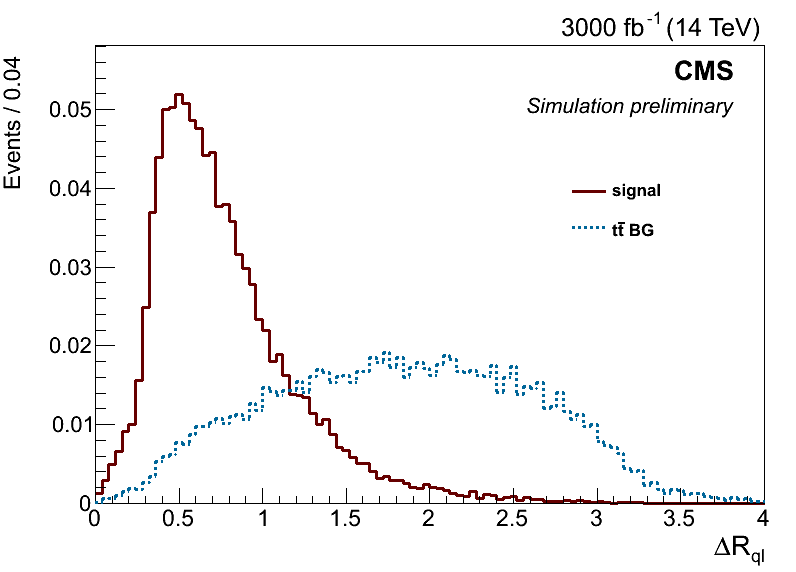 3000 fb⁻¹ (14 TeV)
CMS
Simulation preliminary
signal
tt̄ BG
Events / 0.04
0.05
0.04
0.03
0.02
0.01
0
0 0.5 1 1.5 2 2.5 3 3.5 4
ΔR_ql